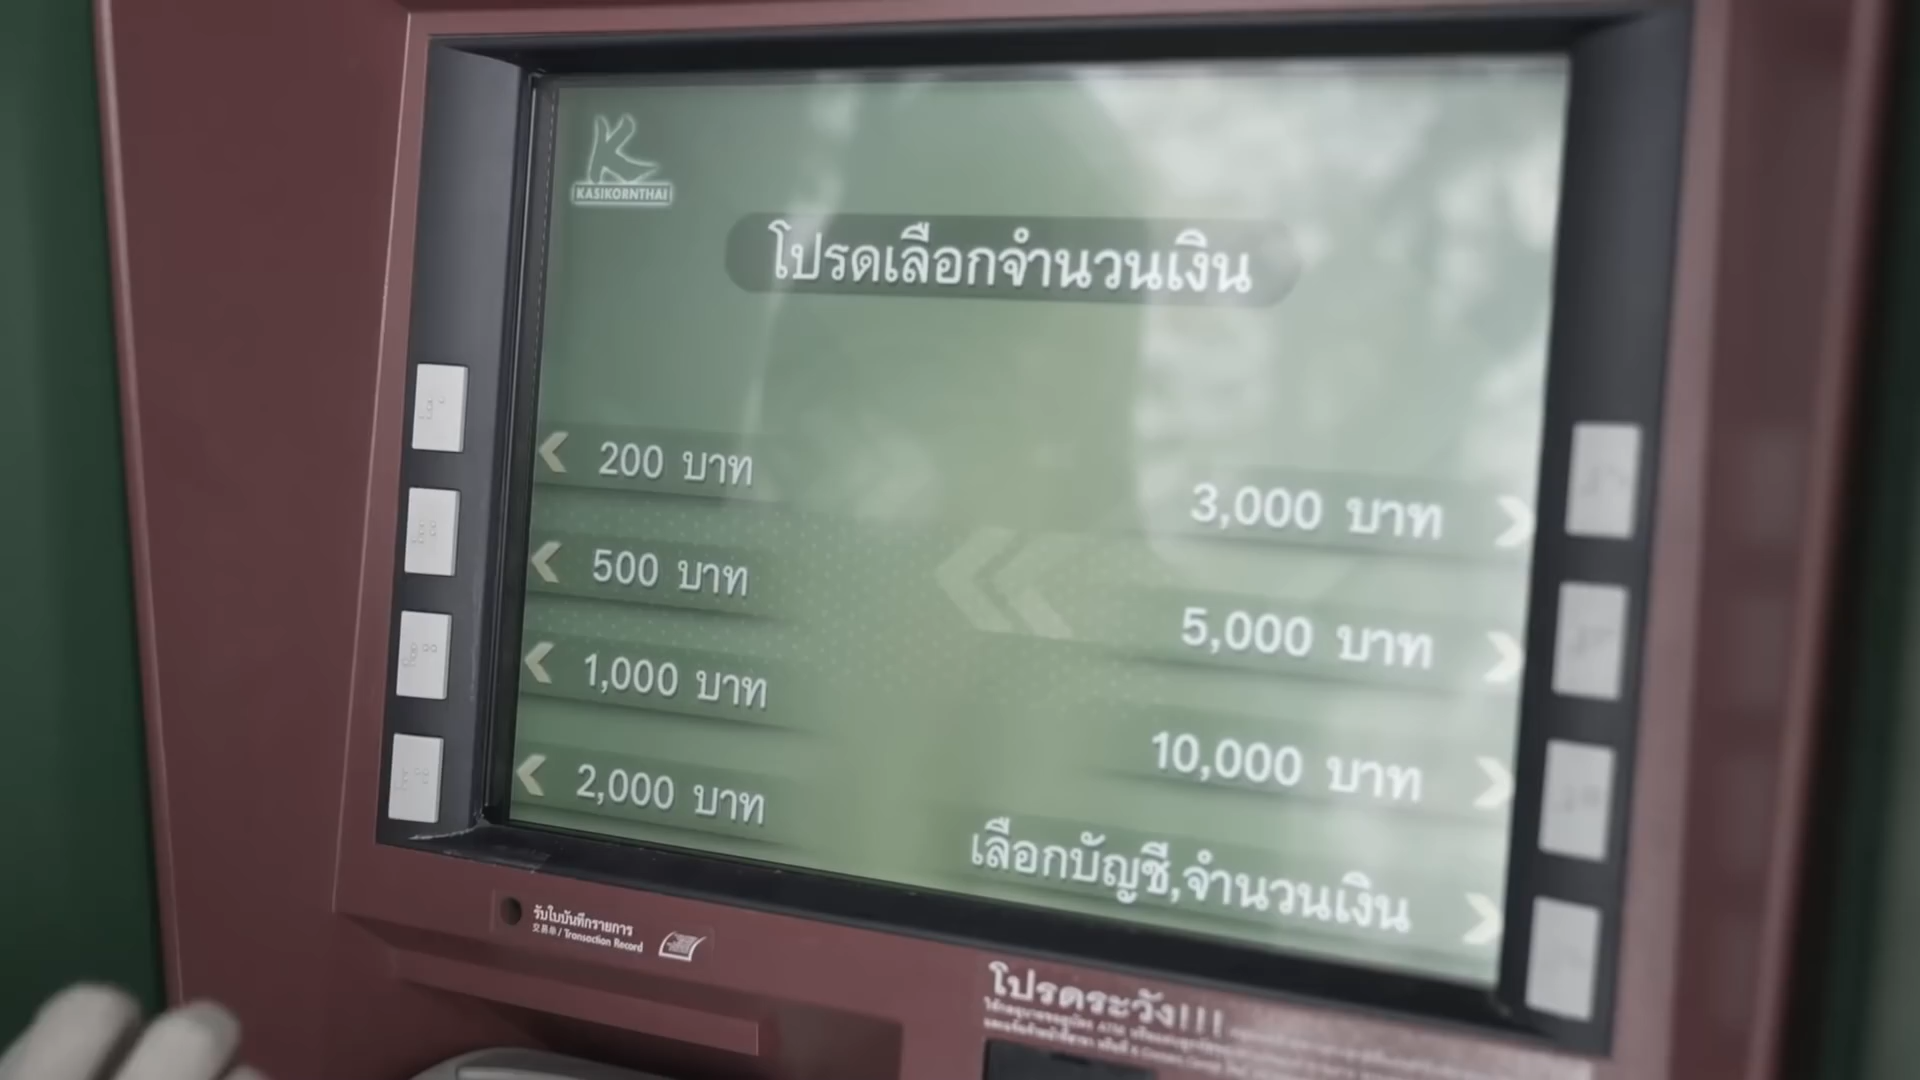 KASIKORNTHAI
โปรดเลือกจำนวนเงิน
200 บาท
500 บาท
1,000 บาท
2,000 บาท
3,000 บาท
5,000 บาท
10,000 บาท
เลือกบัญชี,จำนวนเงิน
รับใบบันทึกรายการ
交易单 / Transaction Record
โปรดระวัง!!!